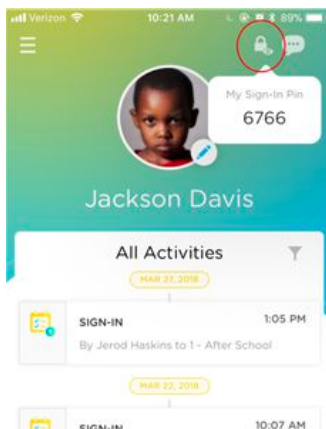 Verizon 10:21 AM 89%
My Sign-In Pin
6766
Jackson Davis
All Activities
MAR 27, 2018
SIGN-IN 1:05 PM
By Jerod Haskins to 1 - After School
MAR 22, 2018
SIGN-IN 10:07 AM